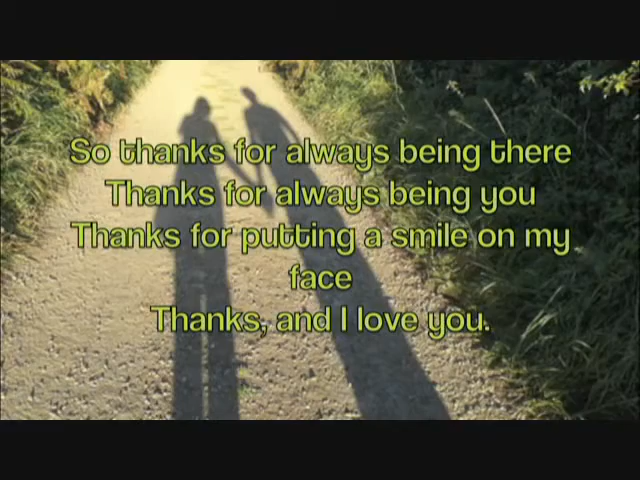 So thanks for always being there
Thanks for always being you
Thanks for putting a smile on my
face
Thanks, and I love you.